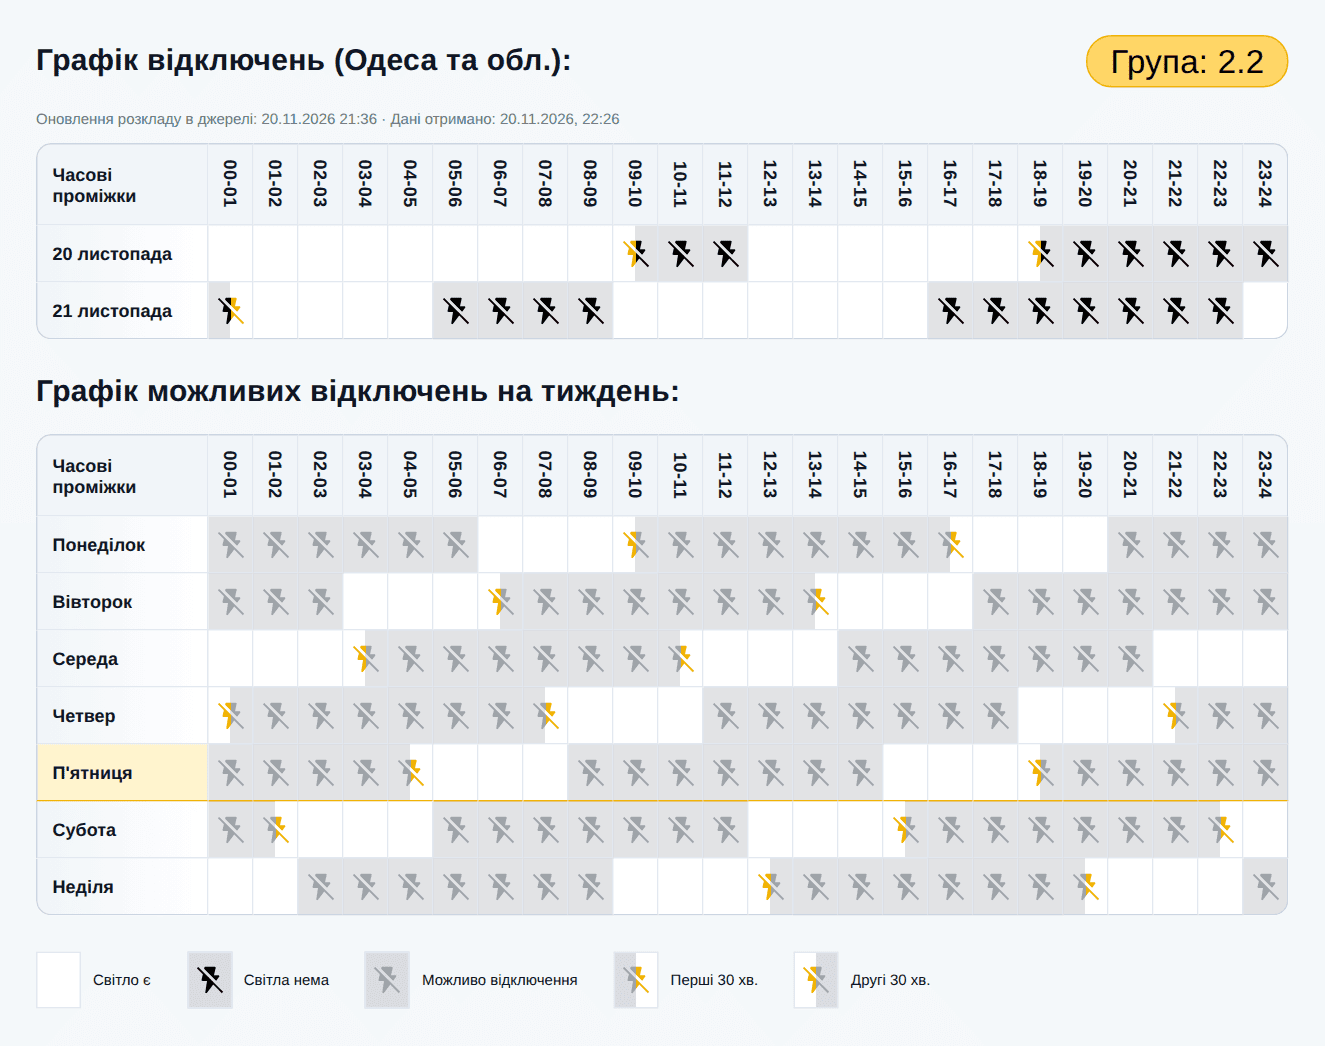 Графік відключень (Одеса та обл.):
Група: 2.2
Оновлення розкладу в джерелі: 20.11.2026 21:36 · Дані отримано: 20.11.2026, 22:26
Часові проміжки 00-01 01-02 02-03 03-04 04-05 05-06 06-07 07-08 08-09 09-10 10-11 11-12 12-13 13-14 14-15 15-16 16-17 17-18 18-19 19-20 20-21 21-22 22-23 23-24
20 листопада
21 листопада
Графік можливих відключень на тиждень:
Часові проміжки 00-01 01-02 02-03 03-04 04-05 05-06 06-07 07-08 08-09 09-10 10-11 11-12 12-13 13-14 14-15 15-16 16-17 17-18 18-19 19-20 20-21 21-22 22-23 23-24
Понеділок
Вівторок
Середа
Четвер
П'ятниця
Субота
Неділя
Світло є Світла нема Можливо відключення Перші 30 хв. Другі 30 хв.